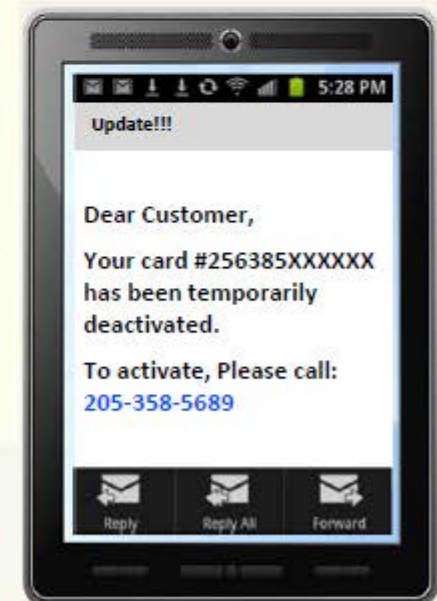 5:28 PM
Update!!!
Dear Customer,
Your card #256385XXXXXX
has been temporarily
deactivated.
To activate, Please call:
205-358-5689
Reply Reply All Forward